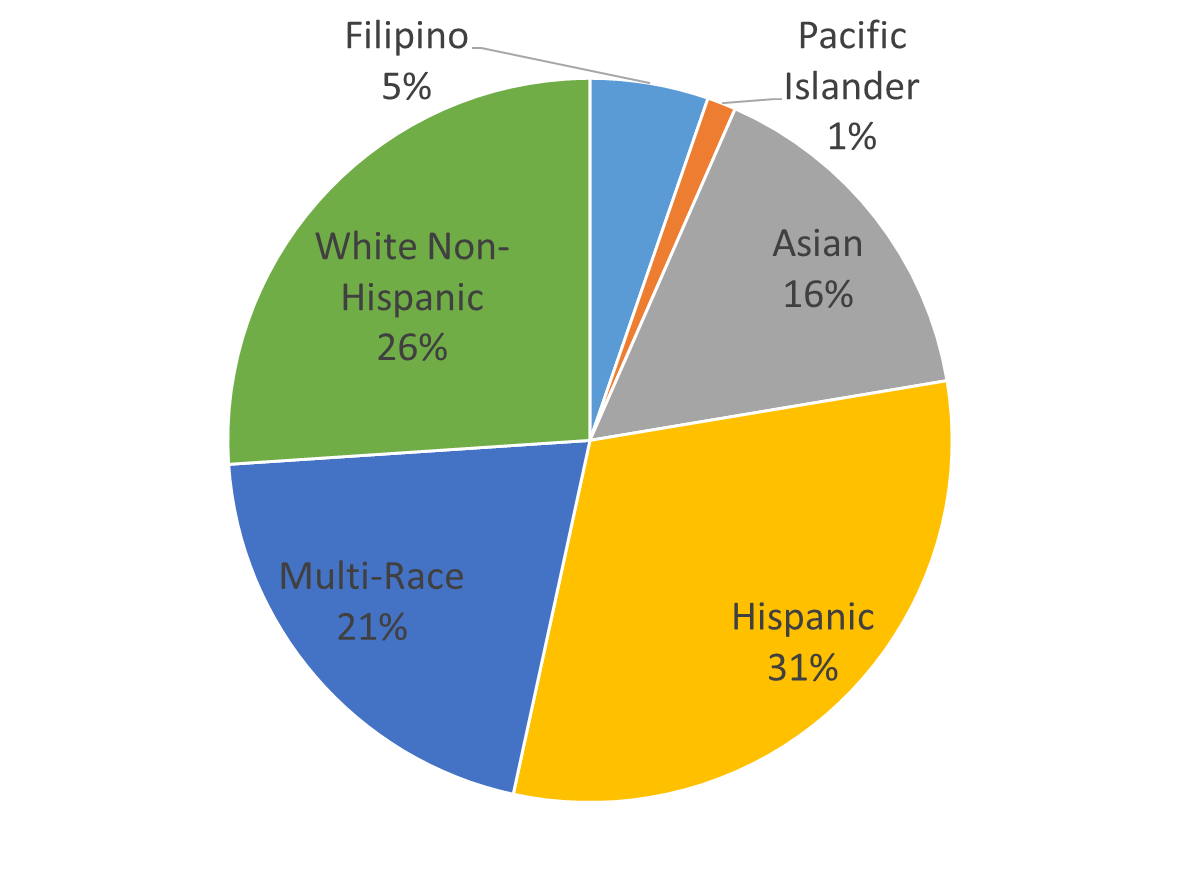 Filipino
5%
Pacific
Islander
1%
Asian
16%
White Non-
Hispanic
26%
Multi-Race
21%
Hispanic
31%